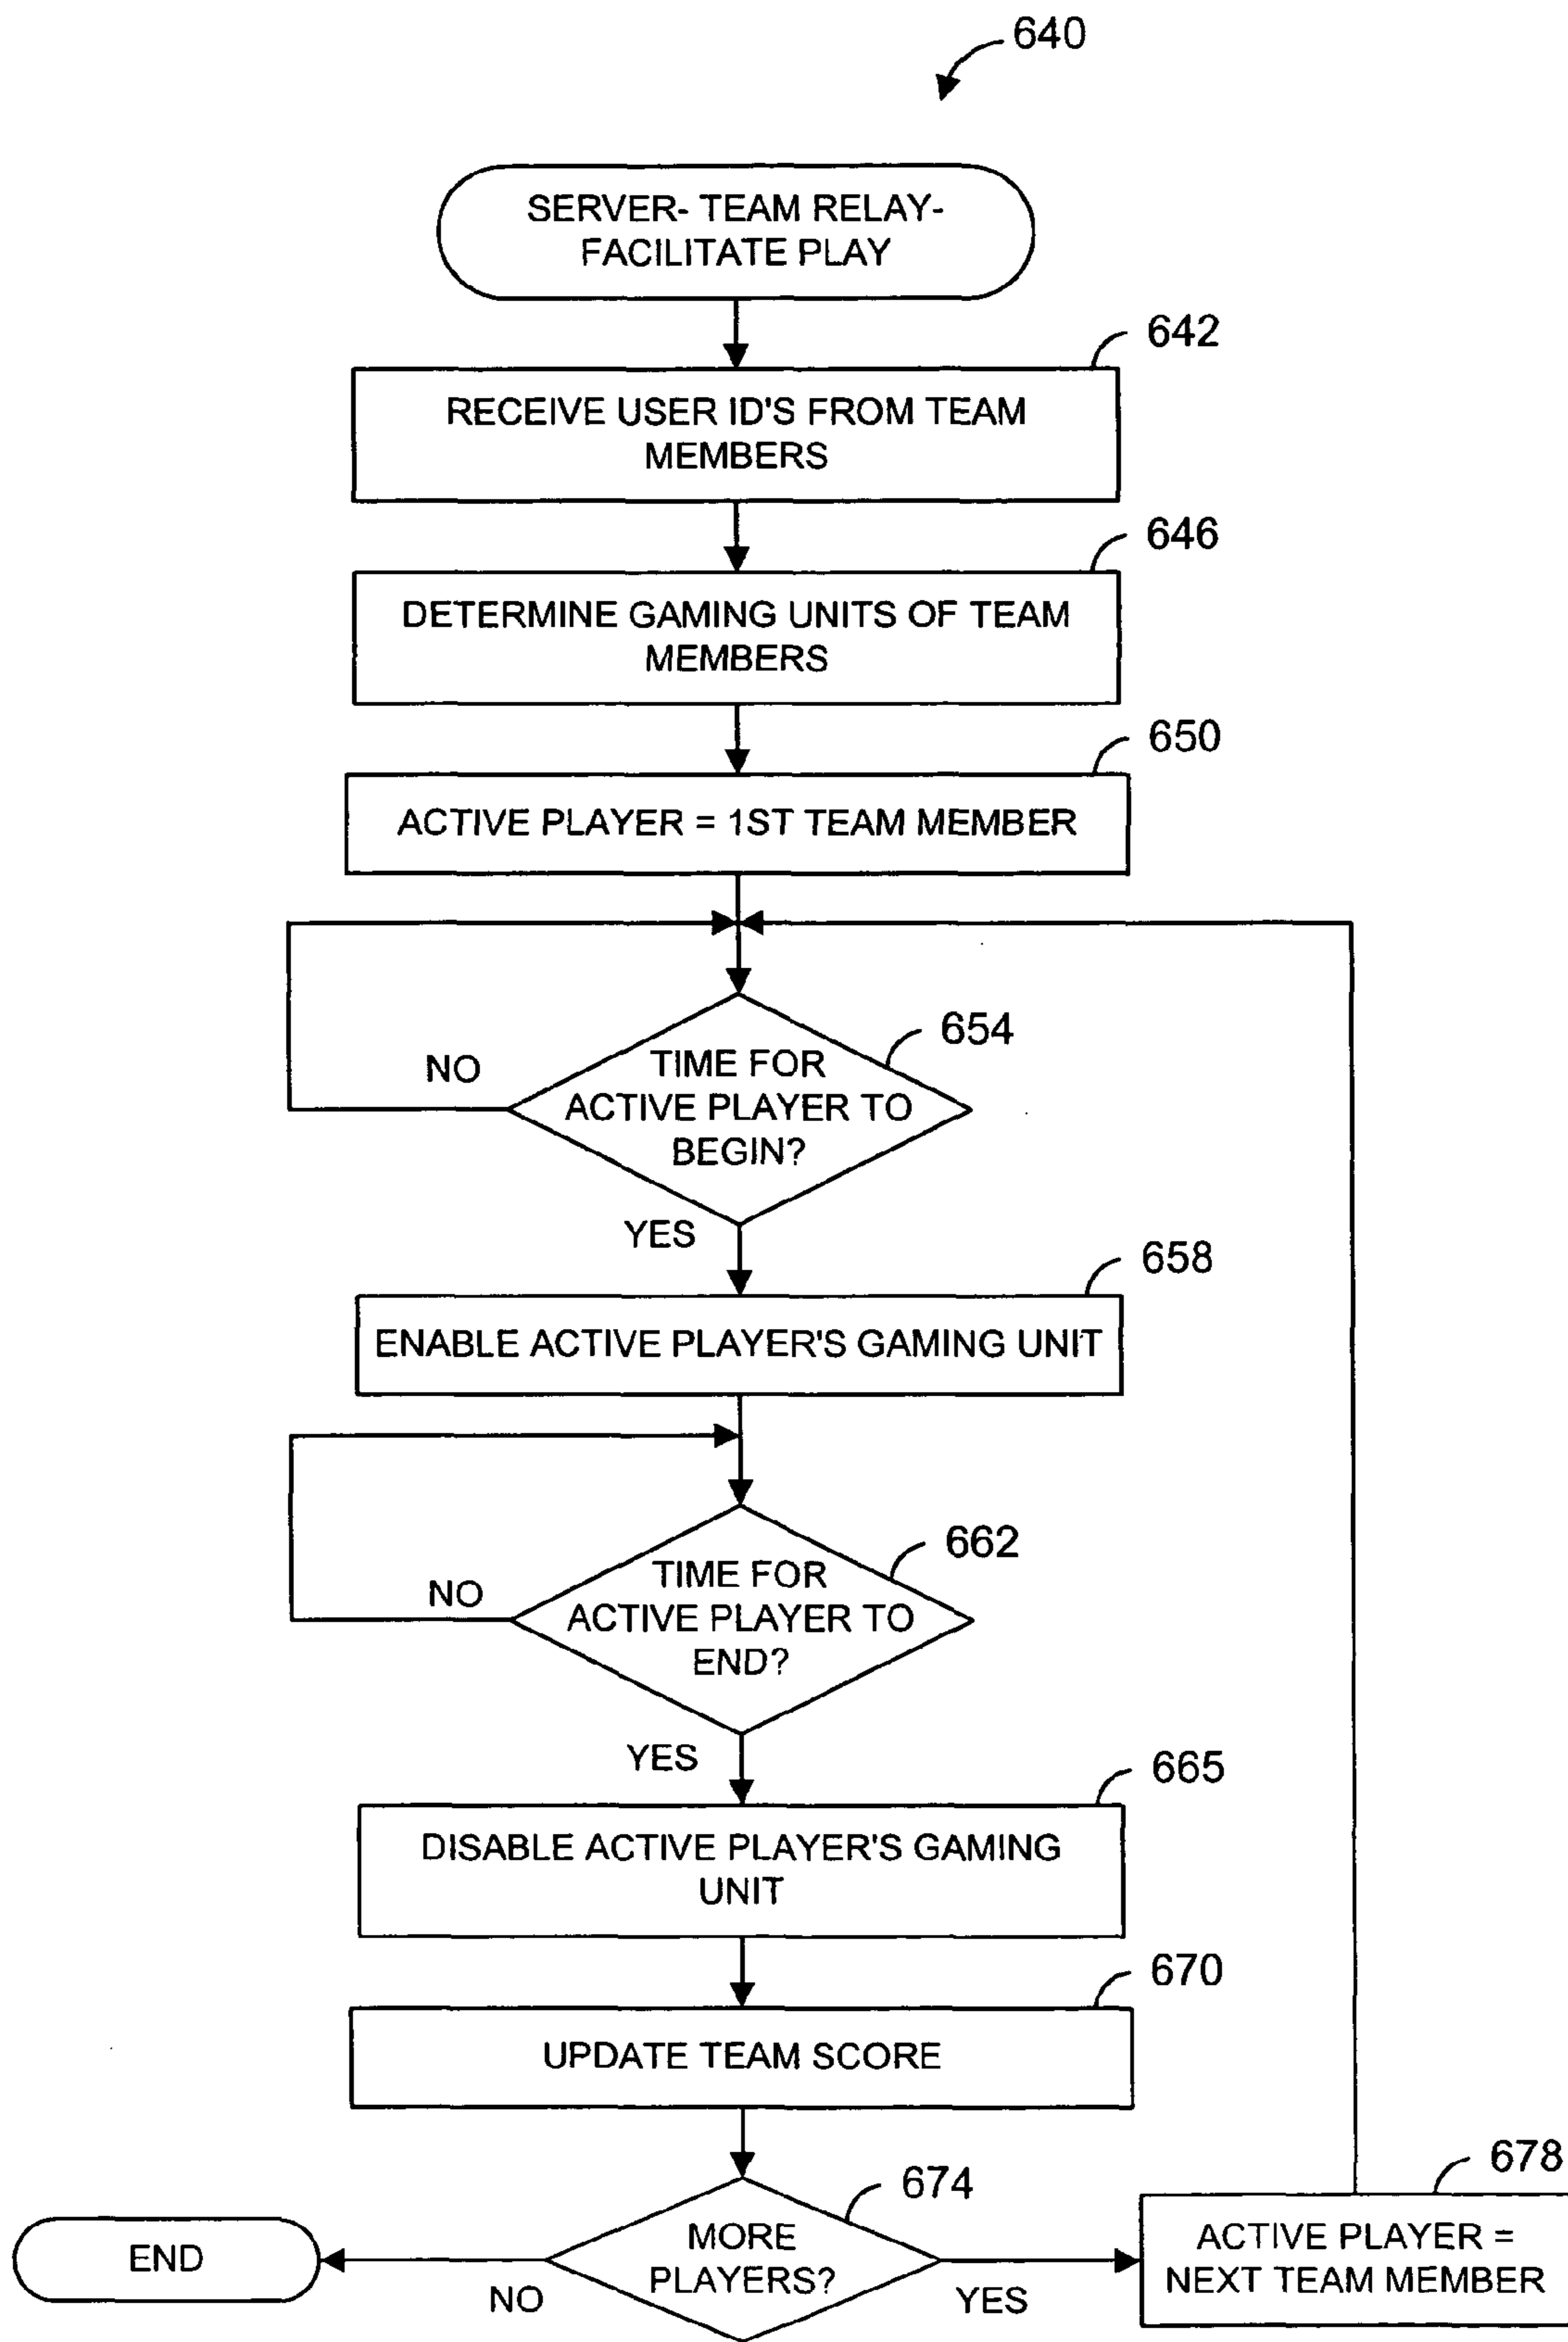 640
SERVER- TEAM RELAY-
FACILITATE PLAY
642
RECEIVE USER ID'S FROM TEAM
MEMBERS
646
DETERMINE GAMING UNITS OF TEAM
MEMBERS
650
ACTIVE PLAYER = 1ST TEAM MEMBER
654
NO
TIME FOR
ACTIVE PLAYER TO
BEGIN?
YES
658
ENABLE ACTIVE PLAYER'S GAMING UNIT
662
NO
TIME FOR
ACTIVE PLAYER TO
END?
YES
665
DISABLE ACTIVE PLAYER'S GAMING
UNIT
670
UPDATE TEAM SCORE
674
MORE
PLAYERS?
NO
END
YES
678
ACTIVE PLAYER =
NEXT TEAM MEMBER